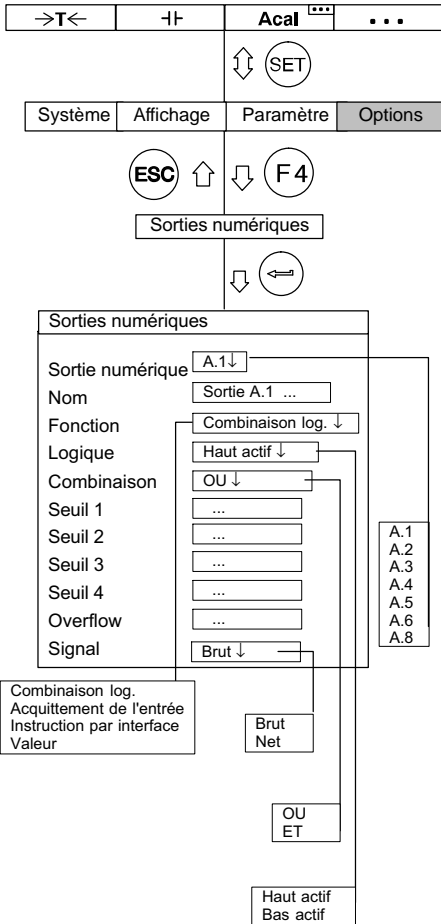 →T← ⊣⊢ Acal ... ...
SET
Système Affichage Paramètre Options
ESC F4
Sorties numériques
Sorties numériques
Sortie numérique A.1↓
Nom Sortie A.1 ...
Fonction Combinaison log. ↓
Logique Haut actif ↓
Combinaison OU ↓
Seuil 1 ...
Seuil 2 ...
Seuil 3 ...
Seuil 4 ...
Overflow ...
Signal Brut ↓
A.1
A.2
A.3
A.4
A.5
A.6
A.8
Combinaison log.
Acquittement de l'entrée
Instruction par interface
Valeur
Brut
Net
OU
ET
Haut actif
Bas actif